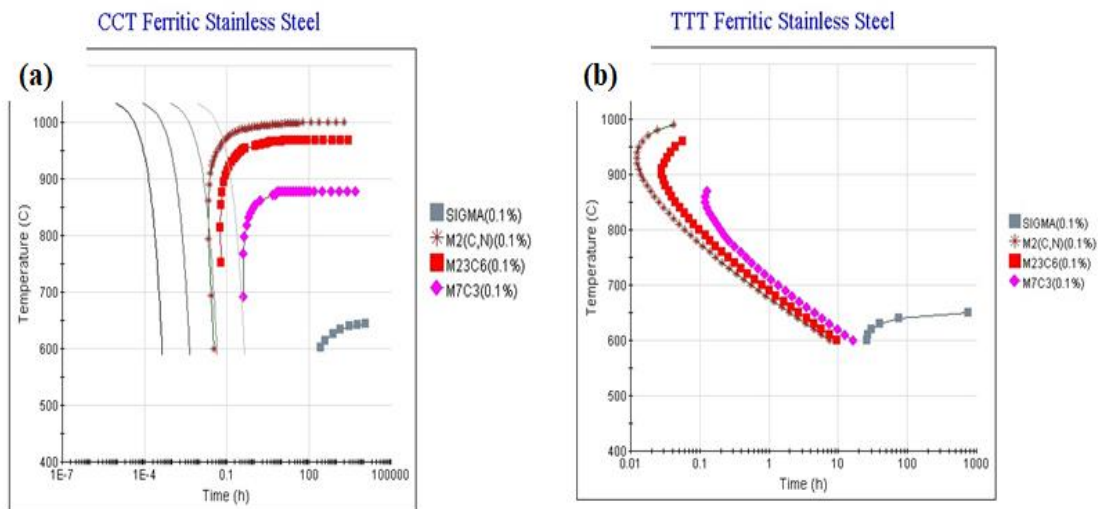 CCT Ferritic Stainless Steel
(a)
Temperature (C)
1000
900
800
700
600
500
400
1E-7
1E-4
0.1
100
100000
Time (h)
SIGMA(0.1%)
M2(C,N)(0.1%)
M23C6(0.1%)
M7C3(0.1%)
TTT Ferritic Stainless Steel
(b)
Temperature (C)
1000
900
800
700
600
500
400
0.01
0.1
1
10
100
1000
Time (h)
SIGMA(0.1%)
M2(C,N)(0.1%)
M23C6(0.1%)
M7C3(0.1%)